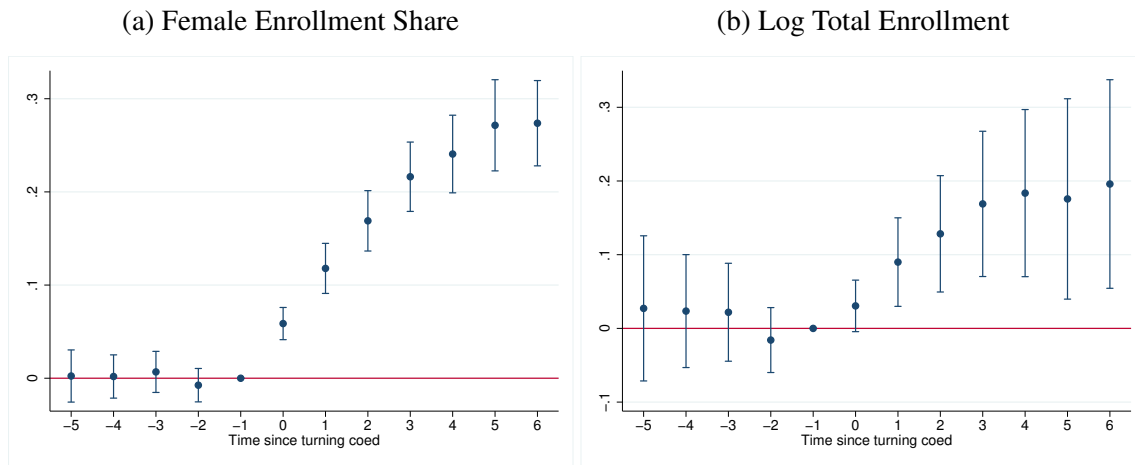 (a) Female Enrollment Share
.3
.2
.1
0
−5 −4 −3 −2 −1 0 1 2 3 4 5 6
Time since turning coed
(b) Log Total Enrollment
.3
.2
.1
0
-.1
−5 −4 −3 −2 −1 0 1 2 3 4 5 6
Time since turning coed